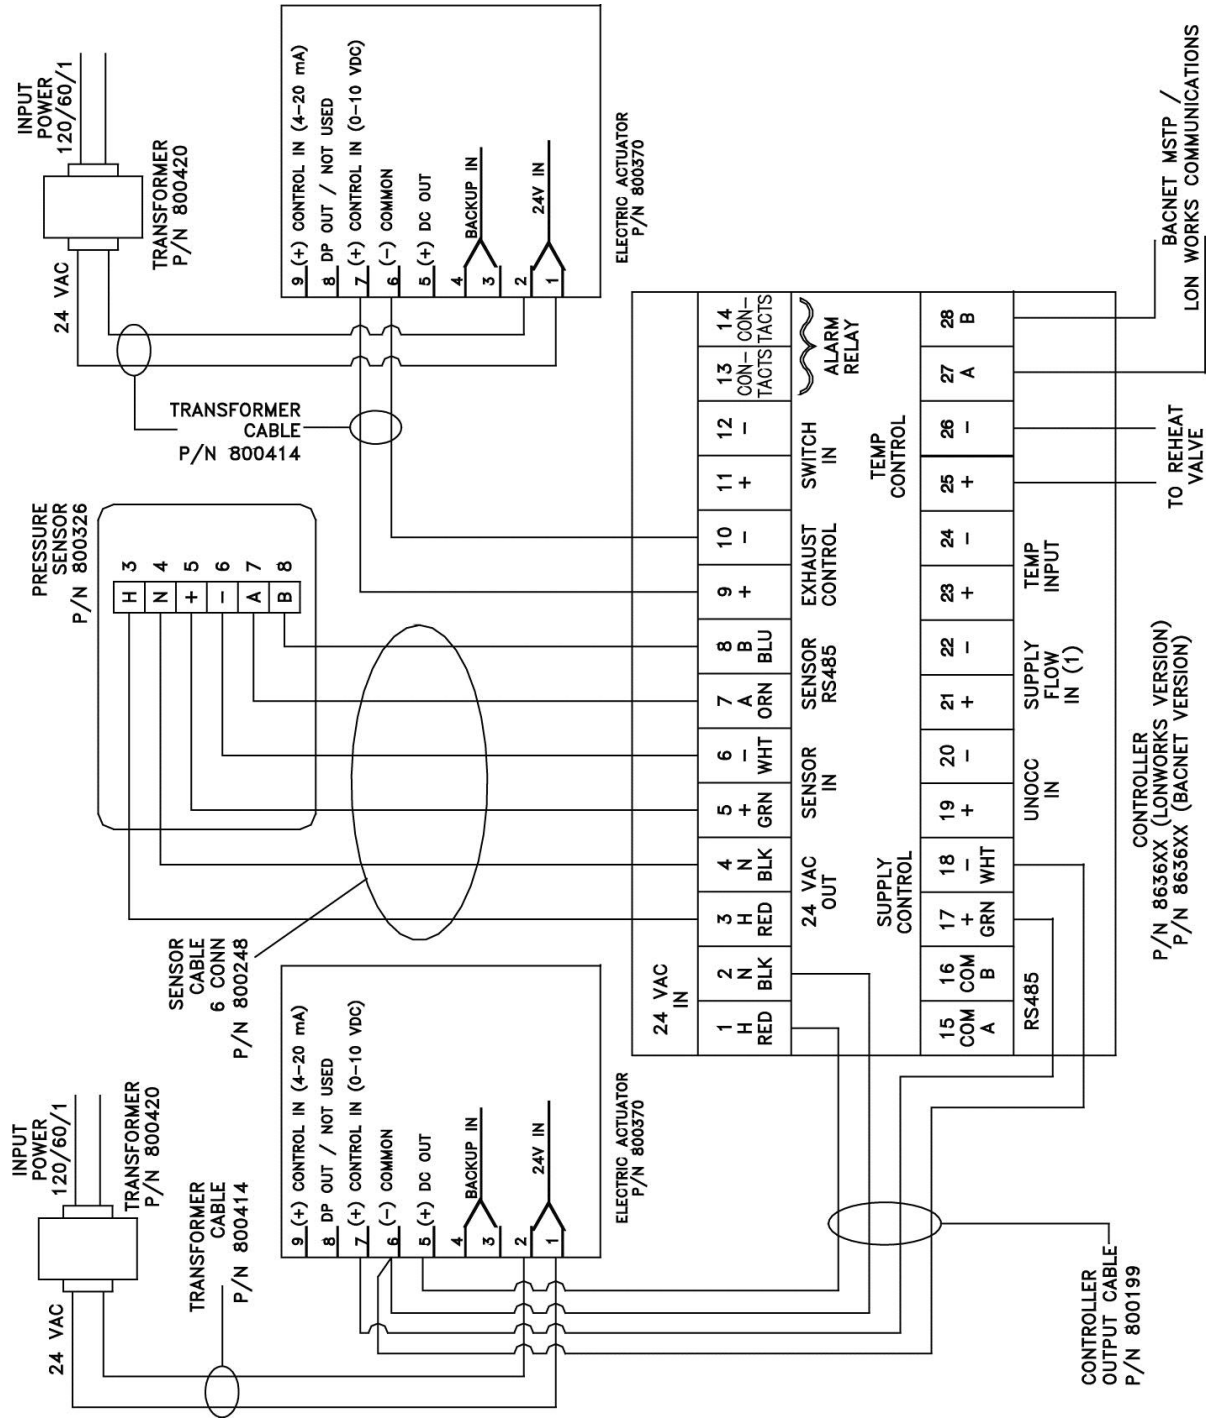 INPUT
POWER
120/60/1
TRANSFORMER
P/N 800420
24 VAC
TRANSFORMER
CABLE
P/N 800414
9 (+) CONTROL IN (4-20 mA)
8 DP OUT / NOT USED
7 (+) CONTROL IN (0-10 VDC)
6 (-) COMMON
5 (+) DC OUT
4
3
BACKUP IN
2
1
24V IN
ELECTRIC ACTUATOR
P/N 800370
SENSOR
CABLE
6 CONN
P/N 800248
PRESSURE
SENSOR
P/N 800326
H 3
N 4
+ 5
- 6
A 7
B 8
TRANSFORMER
CABLE
P/N 800414
INPUT
POWER
120/60/1
TRANSFORMER
P/N 800420
24 VAC
9 (+) CONTROL IN (4-20 mA)
8 DP OUT / NOT USED
7 (+) CONTROL IN (0-10 VDC)
6 (-) COMMON
5 (+) DC OUT
4
3
BACKUP IN
2
1
24V IN
ELECTRIC ACTUATOR
P/N 800370
24 VAC
IN
1
H
RED
2
N
BLK
3
H
RED
4
N
BLK
5
+
GRN
6
-
WHT
7
A
ORN
8
B
BLU
9
+
10
-
11
+
12
-
13
CON-
TACTS
14
CON-
TACTS
24 VAC
OUT
SENSOR
IN
SENSOR
RS485
EXHAUST
CONTROL
SWITCH
IN
ALARM
RELAY
SUPPLY
CONTROL
TEMP
CONTROL
15
COM
A
16
COM
B
17
+
GRN
18
-
WHT
19
+
20
-
21
+
22
-
23
+
24
-
25
+
26
-
27
A
28
B
RS485
UNOCC
IN
SUPPLY
FLOW
IN (1)
TEMP
INPUT
CONTROLLER
OUTPUT CABLE
P/N 800199
CONTROLLER
P/N 8636XX (LONWORKS VERSION)
P/N 8636XX (BACNET VERSION)
TO REHEAT
VALVE
BACNET MSTP /
LON WORKS COMMUNICATIONS